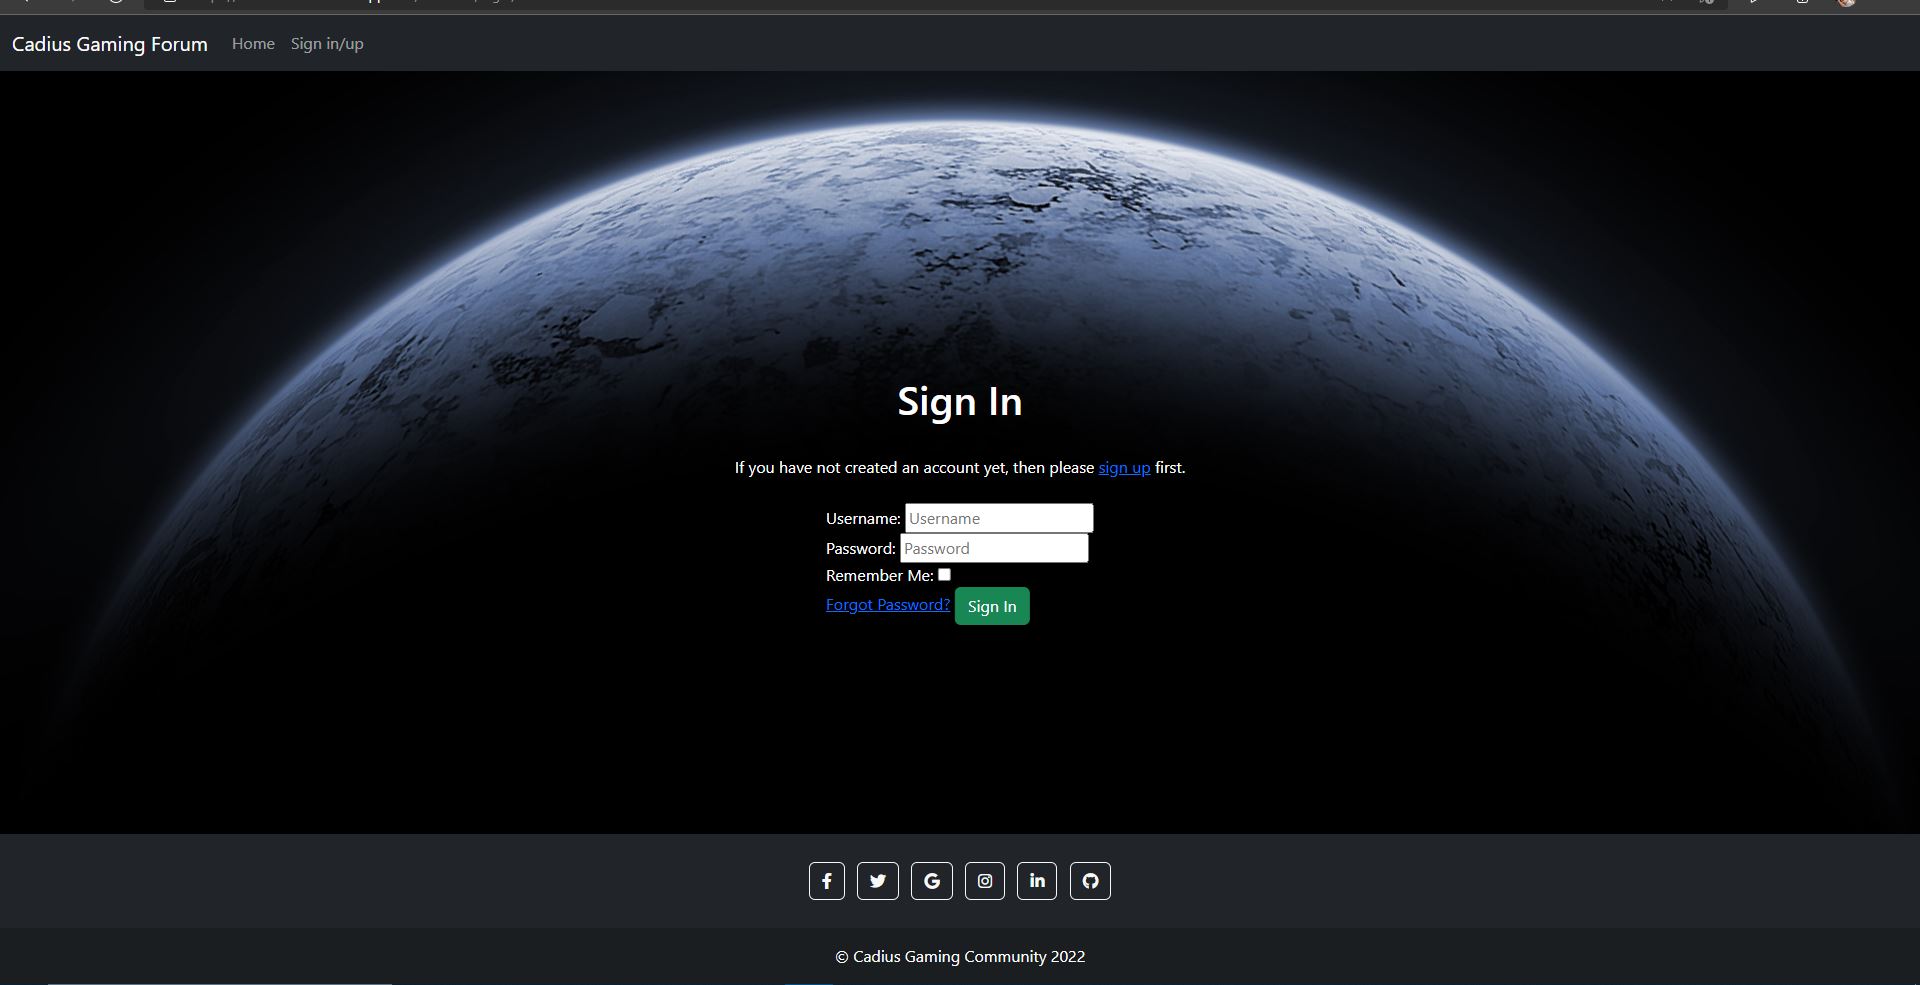 Cadius Gaming Forum Home Sign in/up
Sign In
If you have not created an account yet, then please sign up first.
Username: Username
Password: Password
Remember Me:
Forgot Password? Sign In
© Cadius Gaming Community 2022